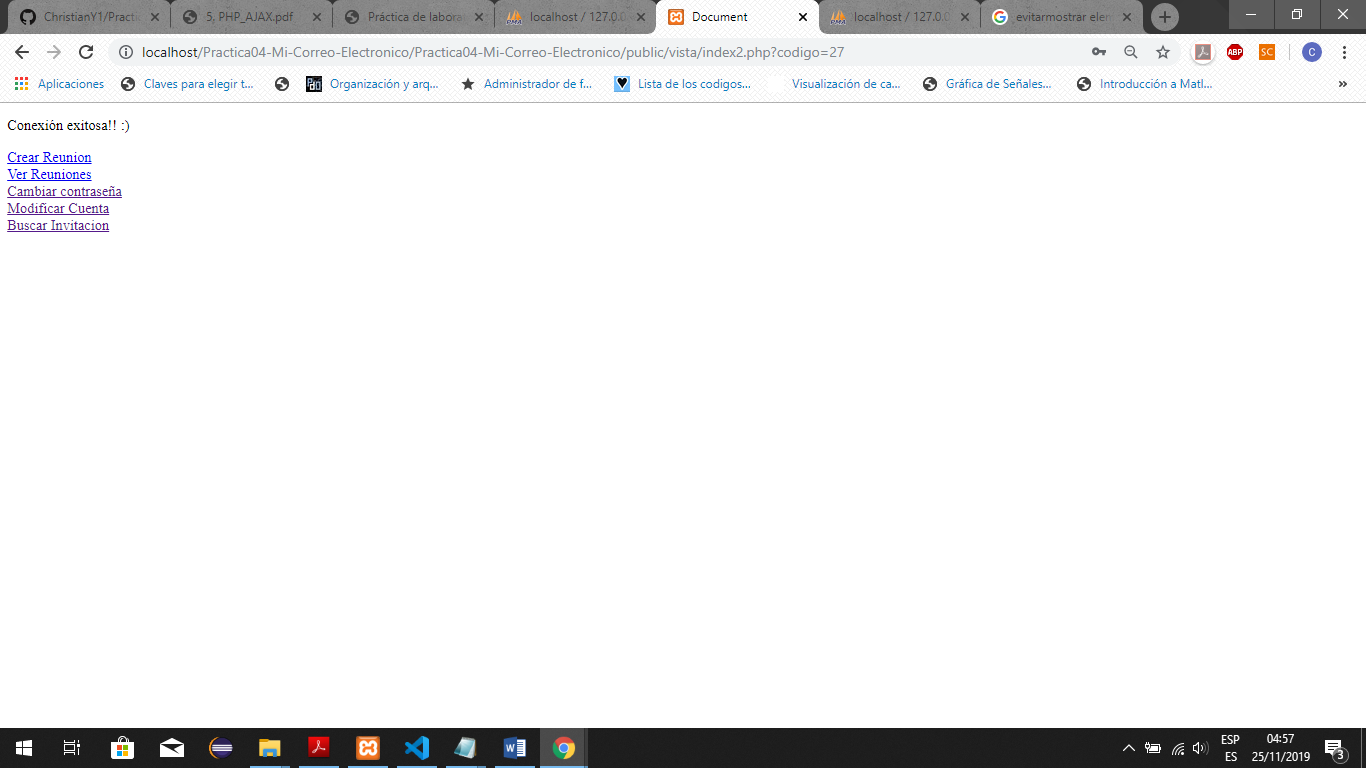 ChristianY1/Practi
5, PHP_AJAX.pdf
Práctica de labora
localhost / 127.0.0
Document
localhost / 127.0.0
evitarmostrar elem
localhost/Practica04-Mi-Correo-Electronico/Practica04-Mi-Correo-Electronico/public/vista/index2.php?codigo=27
ABP
SC
C
Aplicaciones
Claves para elegir t...
Organización y arq...
Administrador de f...
Lista de los codigos...
Visualización de ca...
Gráfica de Señales...
Introducción a Matl...
»
Conexión exitosa!! :)
Crear Reunion
Ver Reuniones
Cambiar contraseña
Modificar Cuenta
Buscar Invitacion
ESP
ES
04:57
25/11/2019
3